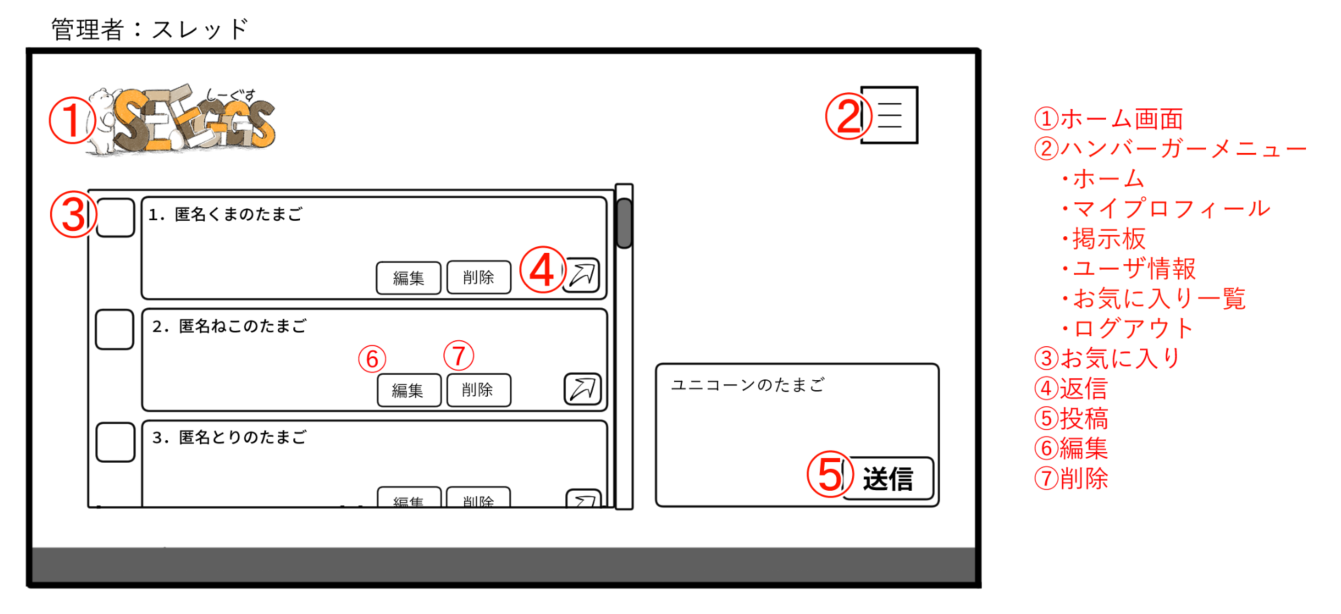 管理者：スレッド
①
SEEGGS
しーぐす
②
③
1. 匿名くまのたまご
編集
削除
④
2. 匿名ねこのたまご
⑥
⑦
編集
削除
3. 匿名とりのたまご
編集
削除
ユニコーンのたまご
⑤
送信
①ホーム画面
②ハンバーガーメニュー
・ホーム
・マイプロフィール
・掲示板
・ユーザ情報
・お気に入り一覧
・ログアウト
③お気に入り
④返信
⑤投稿
⑥編集
⑦削除